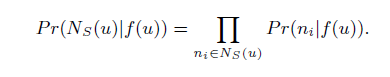 Pr(N_S(u)|f(u)) = ∏_{n_i∈N_S(u)} Pr(n_i|f(u)).